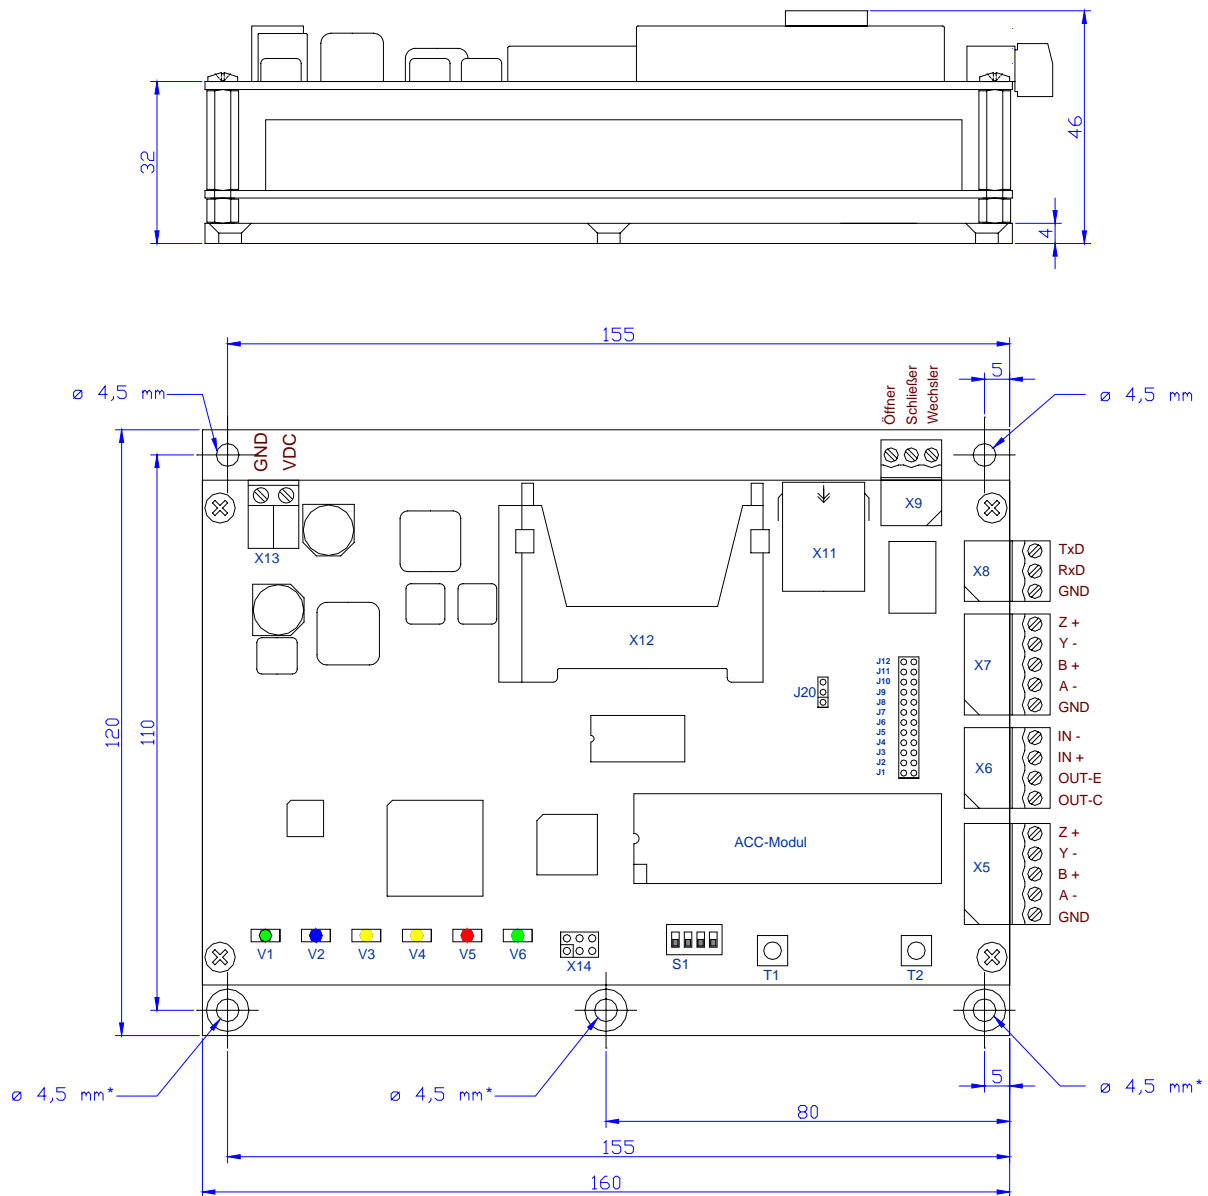 32
46
4
155
5
ø 4,5 mm
ø 4,5 mm
Öffner
Schließer
Wechsler
GND
VDC
X13
X12
X11
X9
X8
TxD
RxD
GND
X7
Z +
Y -
B +
A -
GND
J20
J12
J11
J10
J9
J8
J7
J6
J5
J4
J3
J2
J1
X6
IN -
IN +
OUT-E
OUT-C
120
110
ACC-Modul
X5
Z +
Y -
B +
A -
GND
V1
V2
V3
V4
V5
V6
X14
S1
T1
T2
ø 4,5 mm*
ø 4,5 mm*
ø 4,5 mm*
5
80
155
160